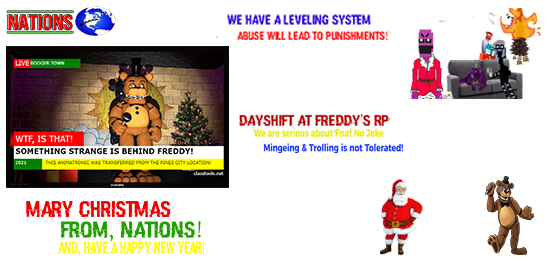 NATIONS
WE HAVE A LEVELING SYSTEM
ABUSE WILL LEAD TO PUNISHMENTS!
LIVE BOOGER TOWN
WTF, IS THAT!
SOMETHING STRANGE IS BEHIND FREDDY!
2021 THIS ANIMATRONIC WAS TRANSFERRED FROM THE PINES CITY LOCATION!
classtools.net
DAYSHIFT AT FREDDY'S RP
We are serious about Fnaf No Joke
Mingeing & Trolling is not Tolerated!
MARY CHRISTMAS
FROM, NATIONS!
AND, HAVE A HAPPY NEW YEAR!